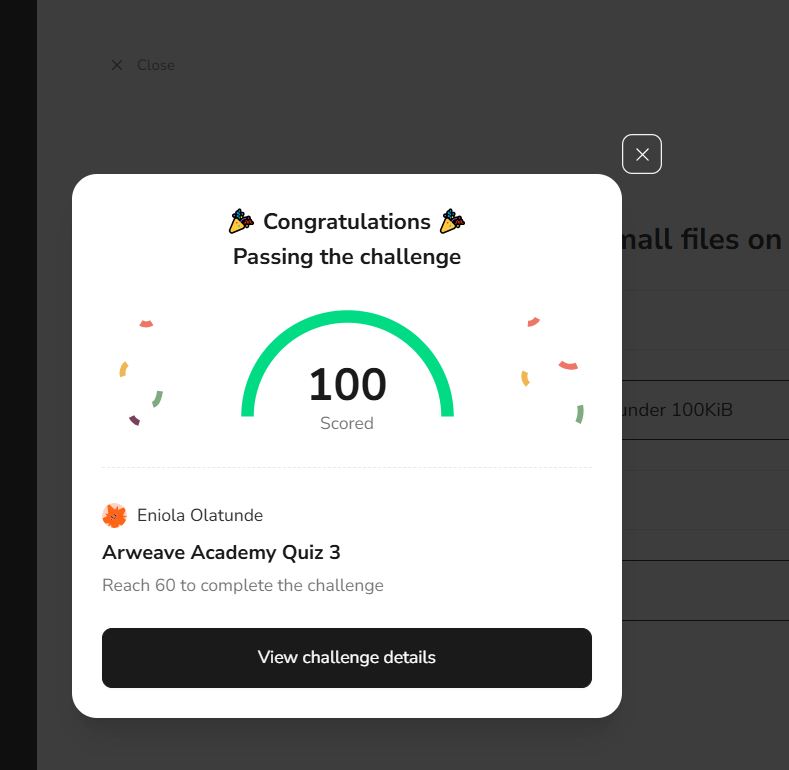 Close
🎉 Congratulations 🎉
Passing the challenge
mall files on
100
Scored
under 100KiB
Eniola Olatunde
Arweave Academy Quiz 3
Reach 60 to complete the challenge
View challenge details